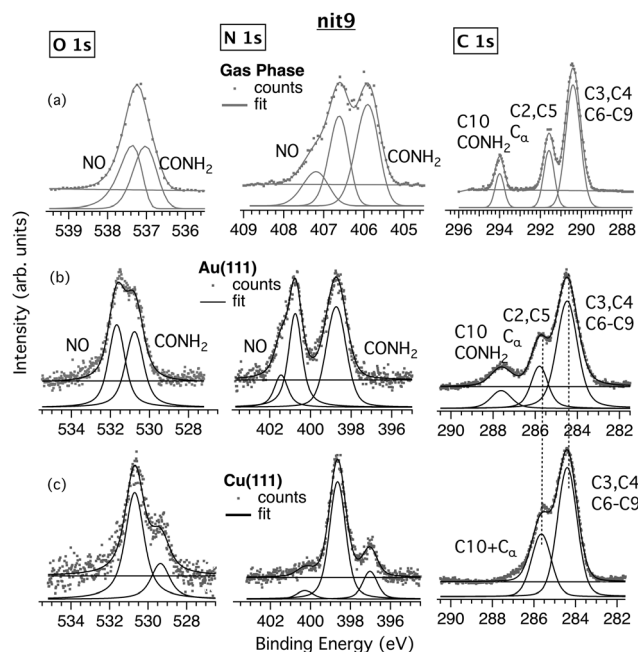 nit9
O 1s
N 1s
C 1s
Gas Phase
counts
fit
(a)
NO
CONH2
NO
CONH2
C10
CONH2
C2,C5
Cα
C3,C4
C6-C9
539 538 537 536
409 408 407 406 405 404
296 294 292 290 288
Intensity (arb. units)
(b)
Au(111)
counts
fit
NO
CONH2
NO
CONH2
C10
CONH2
C2,C5
Cα
C3,C4
C6-C9
534 532 530 528
402 400 398 396
290 288 286 284 282
(c)
Cu(111)
counts
fit
C10+Cα
C3,C4
C6-C9
534 532 530 528
402 400 398 396
290 288 286 284 282
Binding Energy (eV)